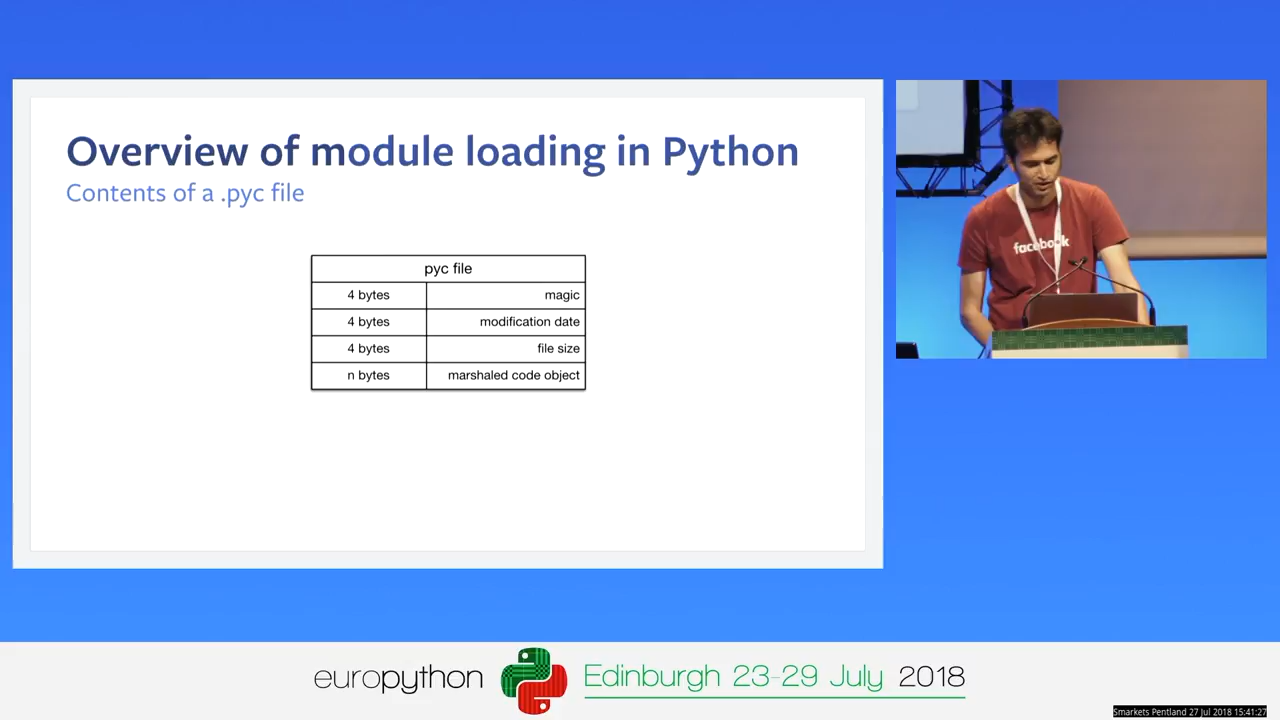 Overview of module loading in Python
Contents of a .pyc file
pyc file
4 bytes magic
4 bytes modification date
4 bytes file size
n bytes marshaled code object
facebook
europython Edinburgh 23-29 July 2018
Smarkets Pentland 27 Jul 2018 15:41:27